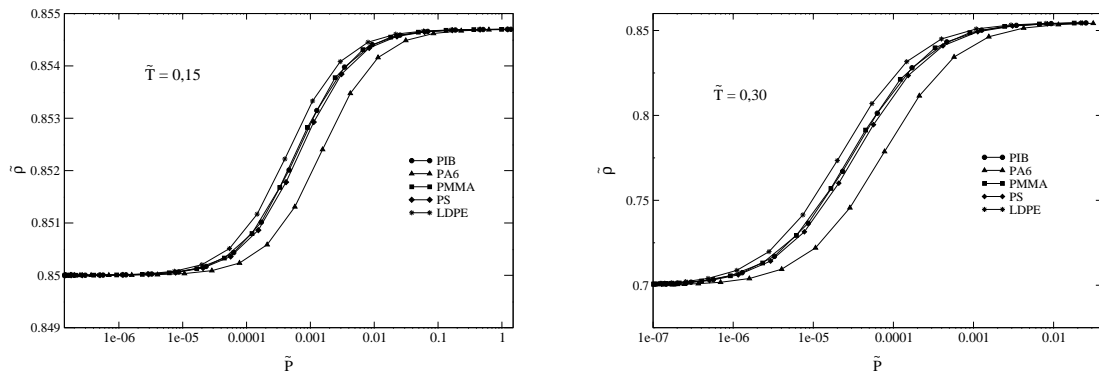 0.855
0.854
0.853
0.852
0.851
0.85
0.849
ρ̃
T̃ = 0,15
PIB
PA6
PMMA
PS
LDPE
1e-06
1e-05
0.0001
0.001
0.01
0.1
1
P̃
0.85
0.8
0.75
0.7
ρ̃
T̃ = 0,30
PIB
PA6
PMMA
PS
LDPE
1e-07
1e-06
1e-05
0.0001
0.001
0.01
P̃